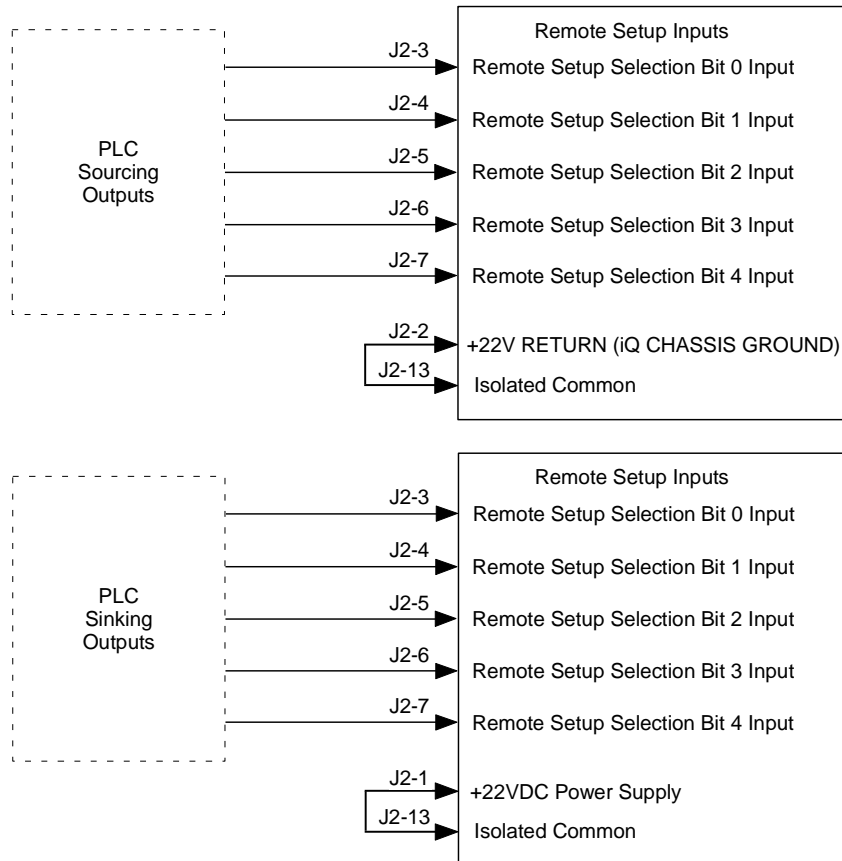 Remote Setup Inputs
J2-3
Remote Setup Selection Bit 0 Input
J2-4
Remote Setup Selection Bit 1 Input
PLC
Sourcing
Outputs
J2-5
Remote Setup Selection Bit 2 Input
J2-6
Remote Setup Selection Bit 3 Input
J2-7
Remote Setup Selection Bit 4 Input
J2-2
+22V RETURN (iQ CHASSIS GROUND)
J2-13
Isolated Common
Remote Setup Inputs
J2-3
Remote Setup Selection Bit 0 Input
J2-4
Remote Setup Selection Bit 1 Input
PLC
Sinking
Outputs
J2-5
Remote Setup Selection Bit 2 Input
J2-6
Remote Setup Selection Bit 3 Input
J2-7
Remote Setup Selection Bit 4 Input
J2-1
+22VDC Power Supply
J2-13
Isolated Common